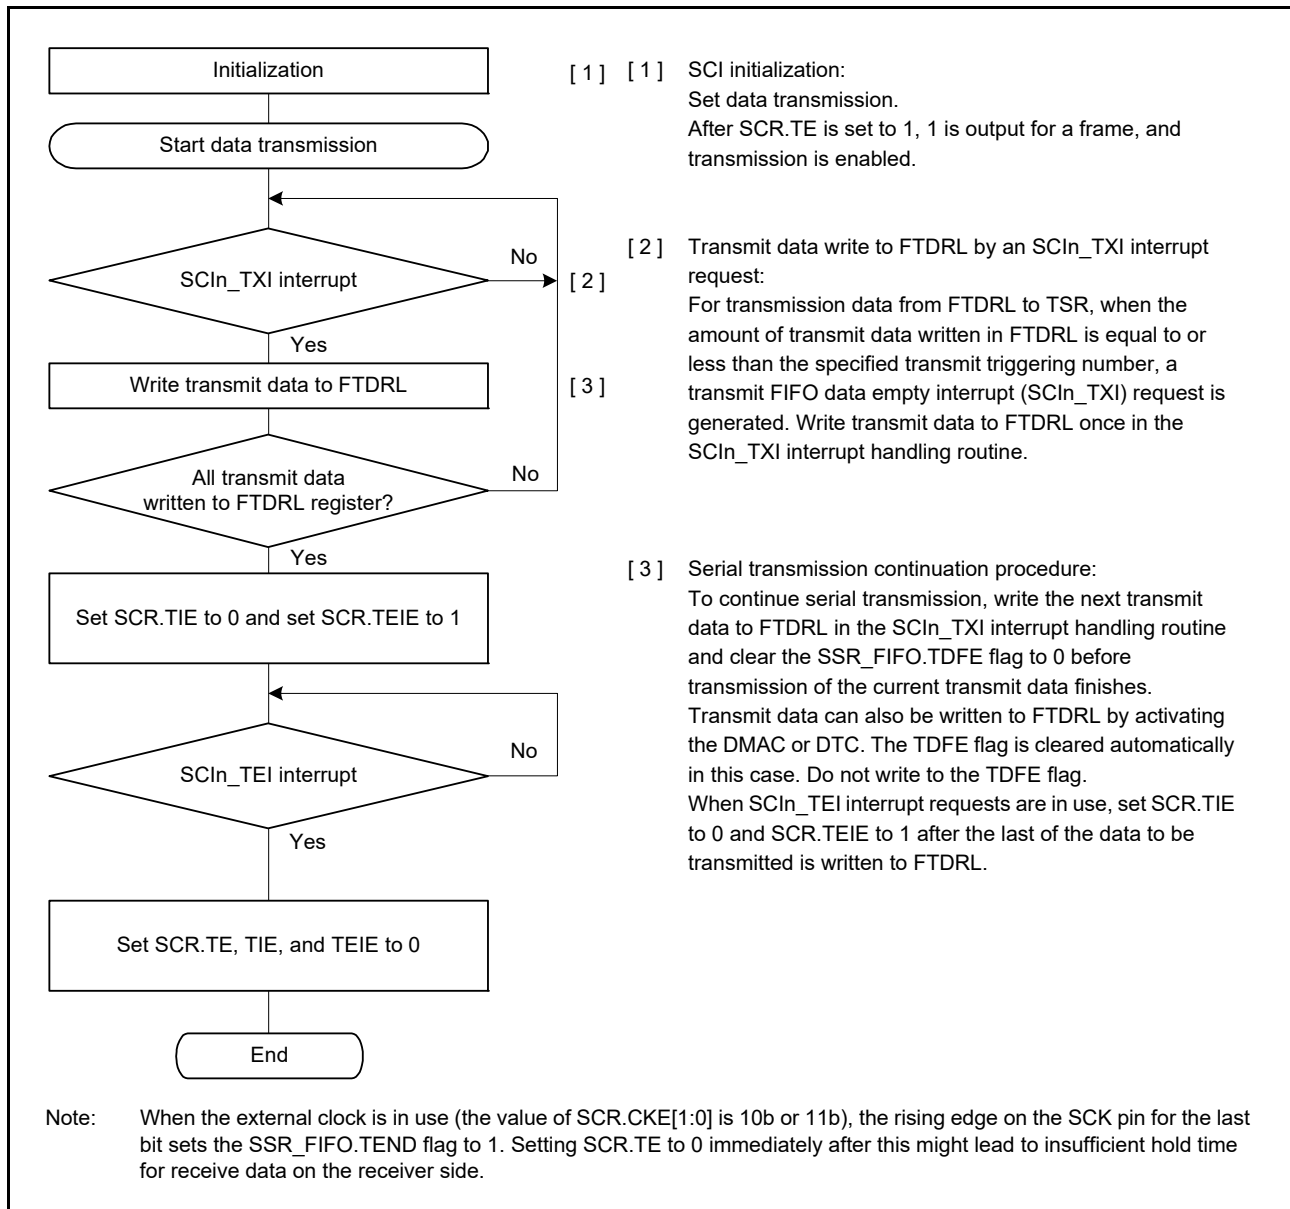 Initialization
[ 1 ]
Start data transmission
SCIn_TXI interrupt
No
[ 2 ]
Yes
Write transmit data to FTDRL
[ 3 ]
All transmit data
written to FTDRL register?
No
Yes
Set SCR.TIE to 0 and set SCR.TEIE to 1
SCIn_TEI interrupt
No
Yes
Set SCR.TE, TIE, and TEIE to 0
End
[ 1 ] SCI initialization:
Set data transmission.
After SCR.TE is set to 1, 1 is output for a frame, and
transmission is enabled.
[ 2 ] Transmit data write to FTDRL by an SCIn_TXI interrupt
request:
For transmission data from FTDRL to TSR, when the
amount of transmit data written in FTDRL is equal to or
less than the specified transmit triggering number, a
transmit FIFO data empty interrupt (SCIn_TXI) request is
generated. Write transmit data to FTDRL once in the
SCIn_TXI interrupt handling routine.
[ 3 ] Serial transmission continuation procedure:
To continue serial transmission, write the next transmit
data to FTDRL in the SCIn_TXI interrupt handling routine
and clear the SSR_FIFO.TDFE flag to 0 before
transmission of the current transmit data finishes.
Transmit data can also be written to FTDRL by activating
the DMAC or DTC. The TDFE flag is cleared automatically
in this case. Do not write to the TDFE flag.
When SCIn_TEI interrupt requests are in use, set SCR.TIE
to 0 and SCR.TEIE to 1 after the last of the data to be
transmitted is written to FTDRL.
Note: When the external clock is in use (the value of SCR.CKE[1:0] is 10b or 11b), the rising edge on the SCK pin for the last
bit sets the SSR_FIFO.TEND flag to 1. Setting SCR.TE to 0 immediately after this might lead to insufficient hold time
for receive data on the receiver side.